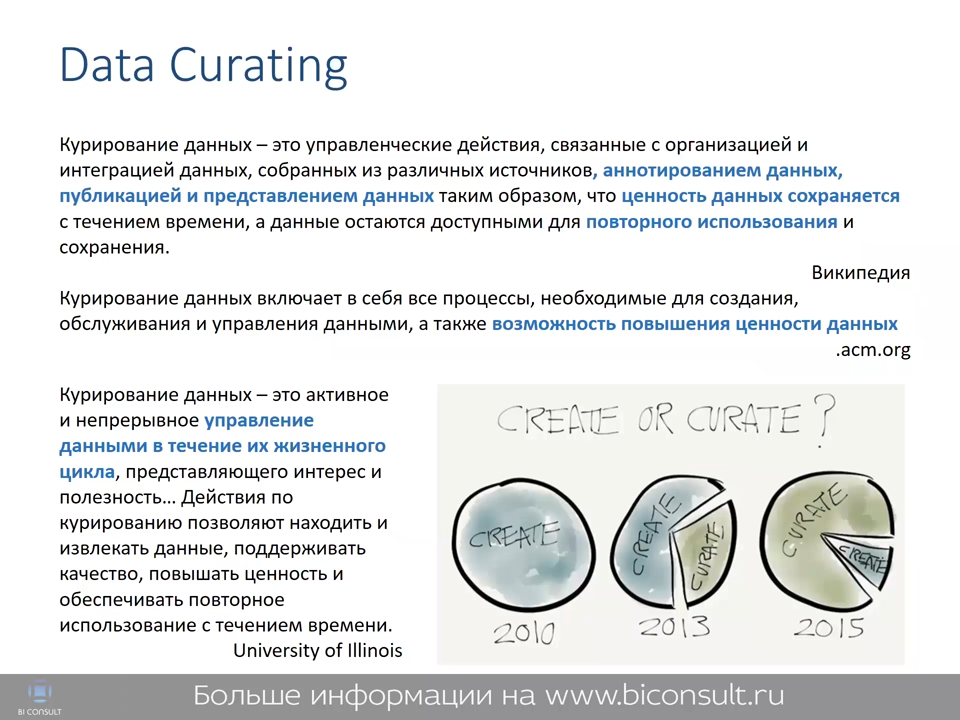 Data Curating
Курирование данных – это управленческие действия, связанные с организацией и
интеграцией данных, собранных из различных источников, аннотированием данных,
публикацией и представлением данных таким образом, что ценность данных сохраняется
с течением времени, а данные остаются доступными для повторного использования и
сохранения.
Википедия
Курирование данных включает в себя все процессы, необходимые для создания,
обслуживания и управления данными, а также возможность повышения ценности данных
.acm.org
Курирование данных – это активное
и непрерывное управление
данными в течение их жизненного
цикла, представляющего интерес и
полезность... Действия по
курированию позволяют находить и
извлекать данные, поддерживать
качество, повышать ценность и
обеспечивать повторное
использование с течением времени.
University of Illinois
CREATE OR CURATE?
CREATE
2010
CREATE
CURATE
2013
CURATE
CREATE
2015
BI CONSULT
Больше информации на www.biconsult.ru